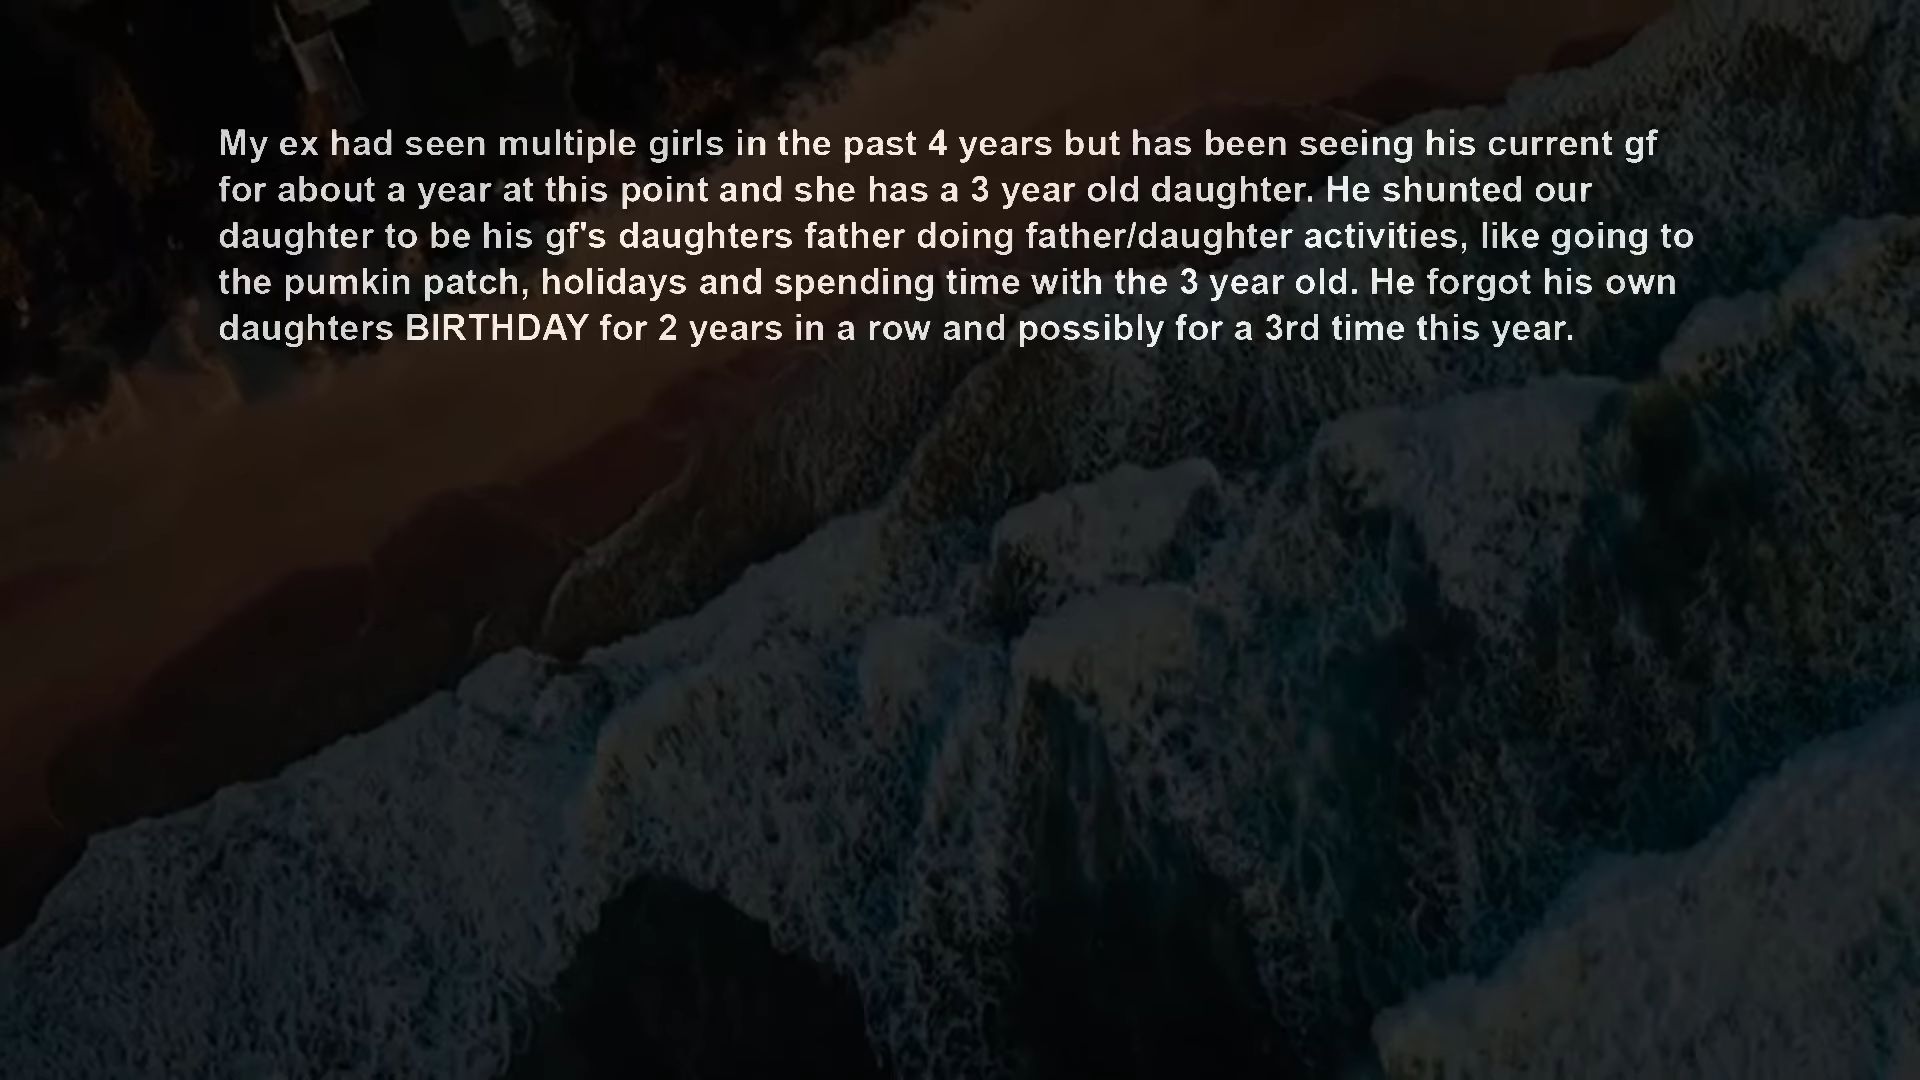 My ex had seen multiple girls in the past 4 years but has been seeing his current gf
for about a year at this point and she has a 3 year old daughter. He shunted our
daughter to be his gf's daughters father doing father/daughter activities, like going to
the pumkin patch, holidays and spending time with the 3 year old. He forgot his own
daughters BIRTHDAY for 2 years in a row and possibly for a 3rd time this year.